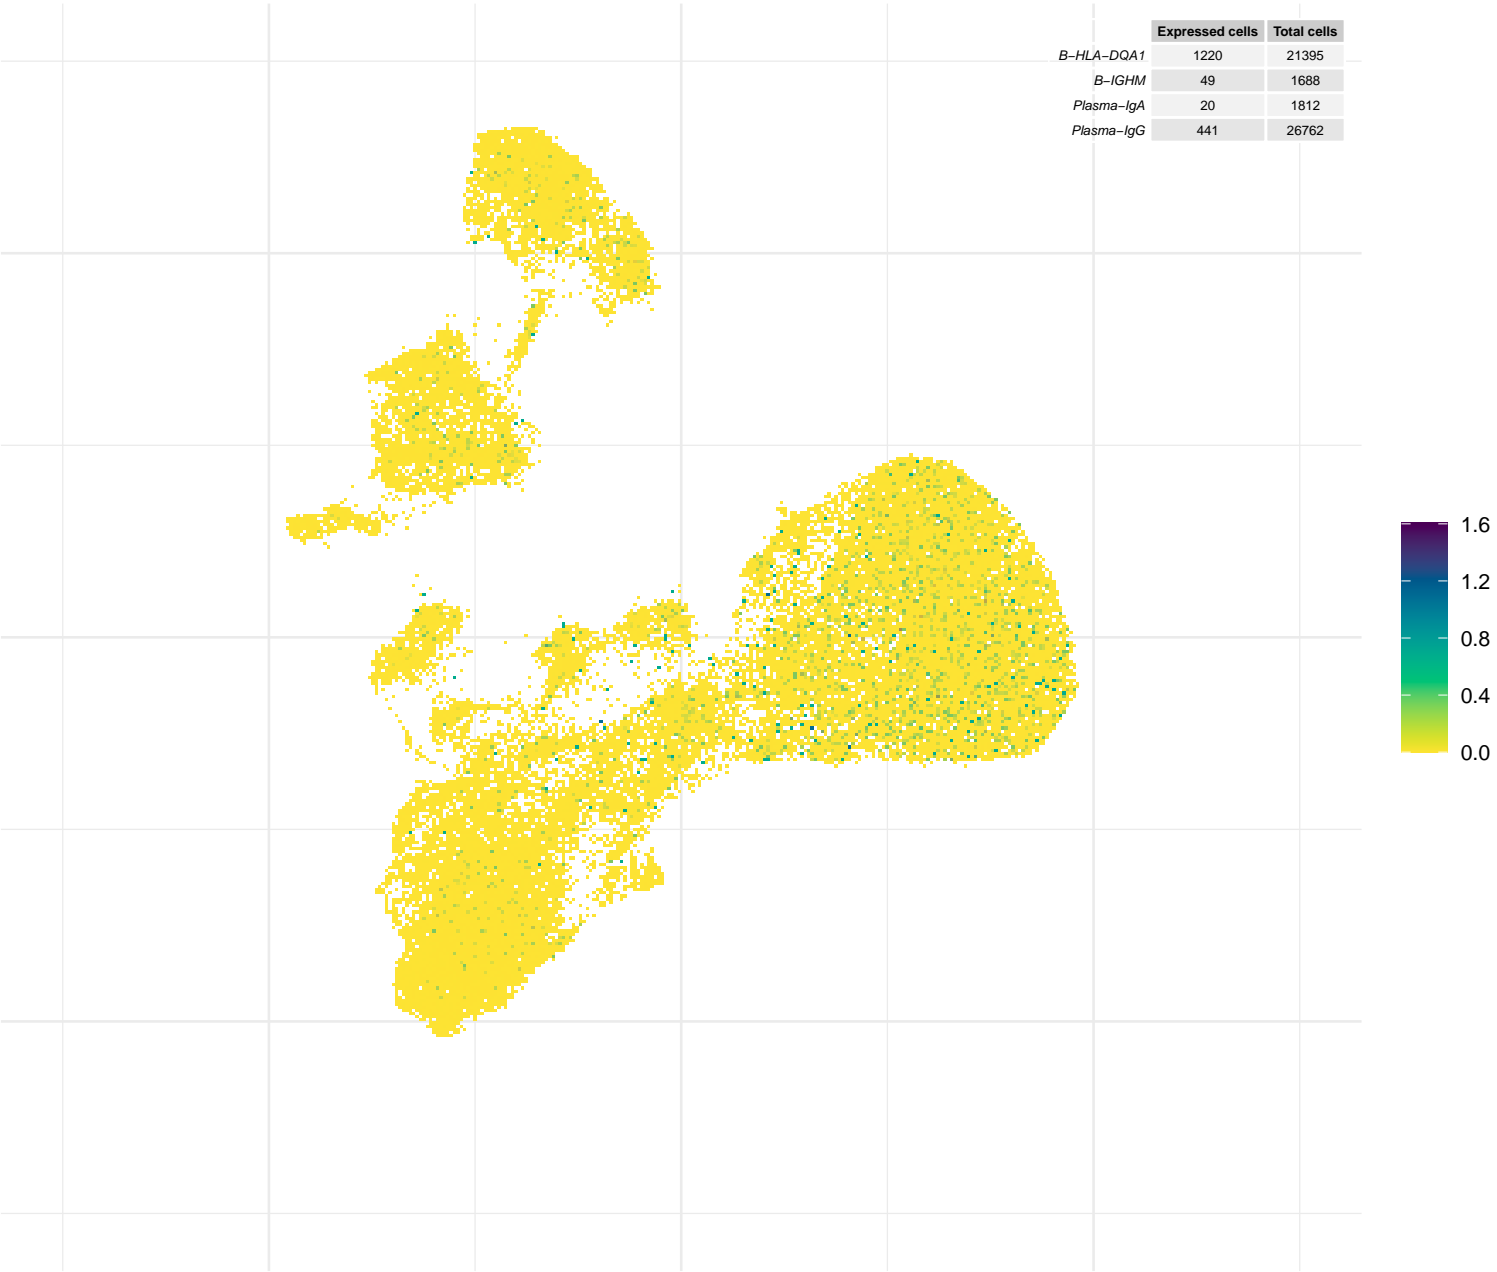 Expressed cells Total cells
B−HLA−DQA1 1220 21395
B−IGHM 49 1688
Plasma−IgA 20 1812
Plasma−IgG 441 26762
1.6
1.2
0.8
0.4
0.0